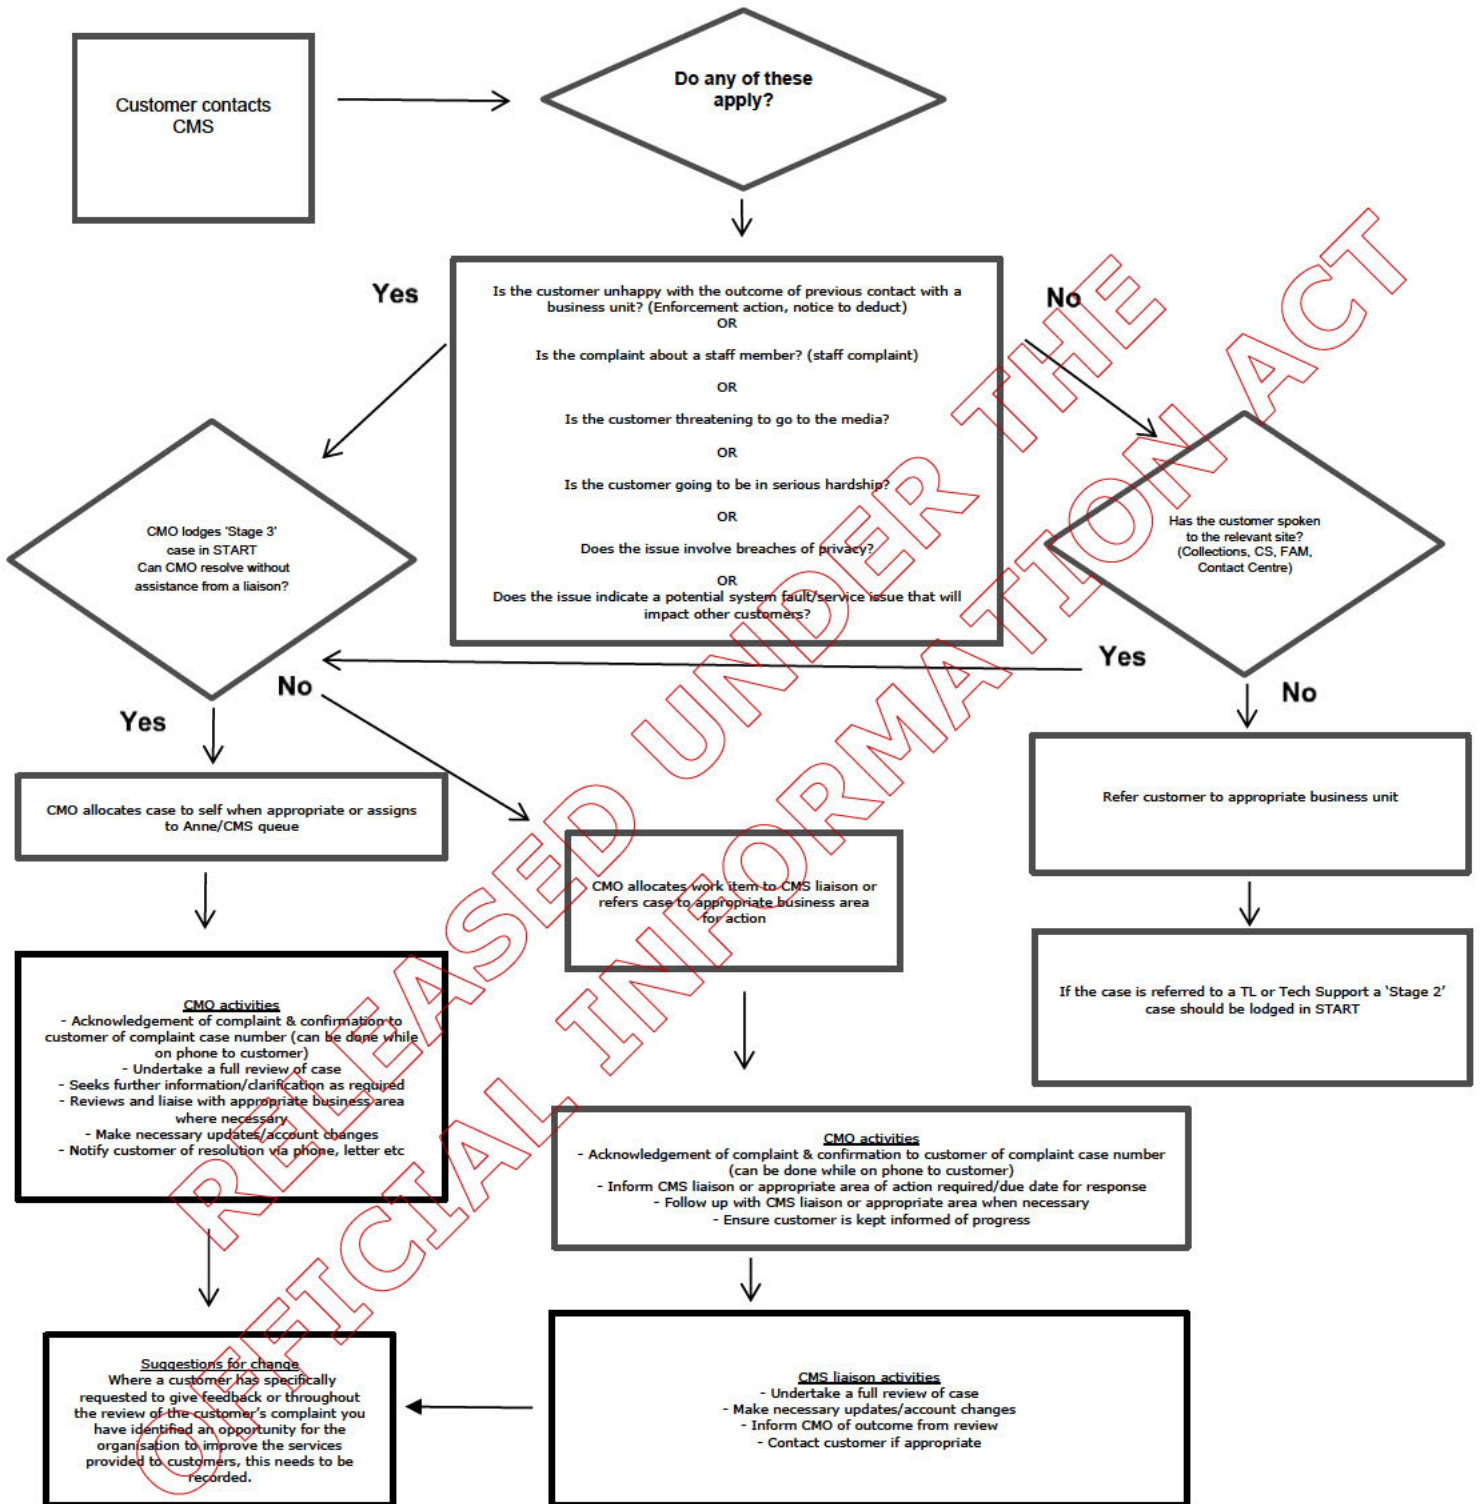 Customer contacts
CMS
Do any of these
apply?
Yes
No
Is the customer unhappy with the outcome of previous contact with a
business unit? (Enforcement action, notice to deduct)
OR
Is the complaint about a staff member? (staff complaint)
OR
Is the customer threatening to go to the media?
OR
Is the customer going to be in serious hardship?
OR
Does the issue involve breaches of privacy?
OR
Does the issue indicate a potential system fault/service issue that will
impact other customers?
CMO lodges 'Stage 3'
case in START
Can CMO resolve without
assistance from a liaison?
Has the customer spoken
to the relevant site?
(Collections, CS, FAM,
Contact Centre)
Yes
No
Yes
No
CMO allocates case to self when appropriate or assigns
to Anne/CMS queue
CMO allocates work item to CMS liaison or
refers case to appropriate business area
for action
Refer customer to appropriate business unit
If the case is referred to a TL or Tech Support a 'Stage 2'
case should be lodged in START
CMO activities
- Acknowledgement of complaint & confirmation to
customer of complaint case number (can be done while
on phone to customer)
- Undertake a full review of case
- Seeks further information/clarification as required
- Reviews and liaise with appropriate business area
where necessary
- Make necessary updates/account changes
- Notify customer of resolution via phone, letter etc
CMO activities
- Acknowledgement of complaint & confirmation to customer of complaint case number
(can be done while on phone to customer)
- Inform CMS liaison or appropriate area of action required/due date for response
- Follow up with CMS liaison or appropriate area when necessary
- Ensure customer is kept informed of progress
Suggestions for change
Where a customer has specifically
requested to give feedback or throughout
the review of the customer's complaint you
have identified an opportunity for the
organisation to improve the services
provided to customers, this needs to be
recorded.
CMS liaison activities
- Undertake a full review of case
- Make necessary updates/account changes
- Inform CMO of outcome from review
- Contact customer if appropriate
RELEASED UNDER THE
OFFICIAL INFORMATION ACT